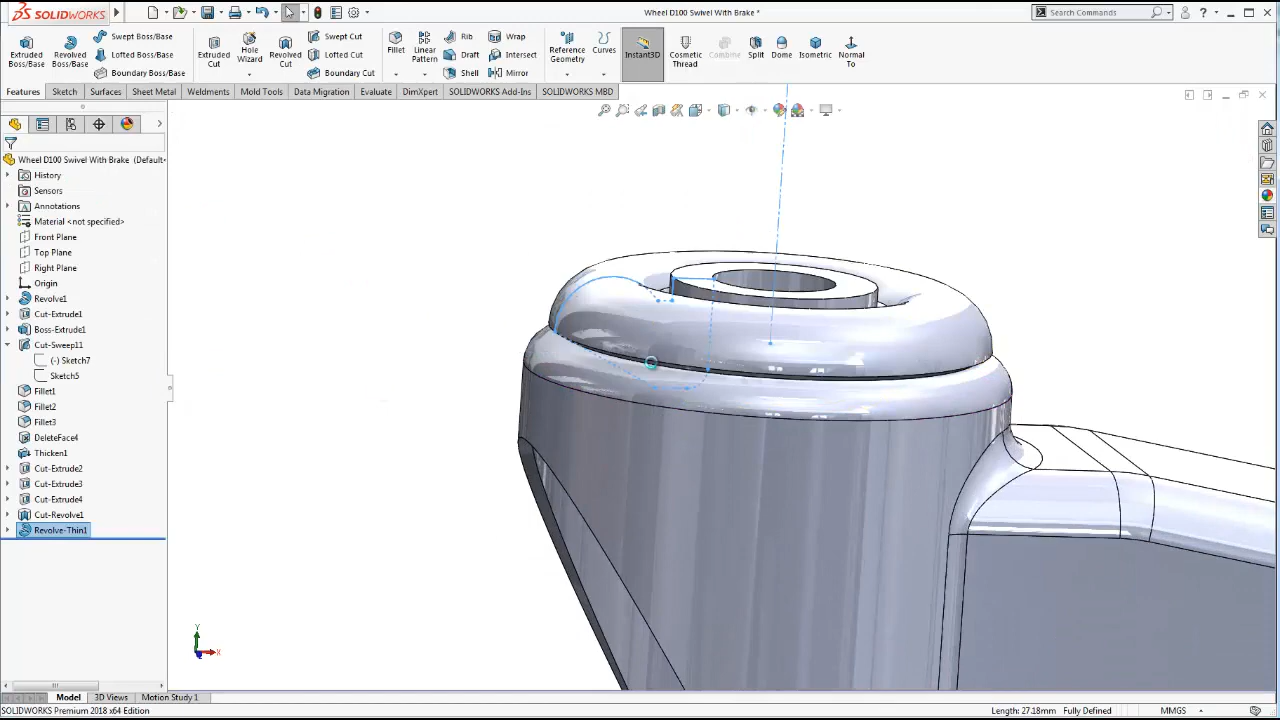 SOLIDWORKS
Wheel D100 Swivel With Brake *
Search Commands
Extruded Boss/Base
Revolved Boss/Base
Swept Boss/Base
Lofted Boss/Base
Boundary Boss/Base
Extruded Cut
Hole Wizard
Revolved Cut
Swept Cut
Lofted Cut
Boundary Cut
Fillet
Linear Pattern
Rib
Draft
Shell
Wrap
Intersect
Mirror
Reference Geometry
Curves
Instant3D
Cosmetic Thread
Combine
Split
Dome
Isometric
Normal To
Features
Sketch
Surfaces
Sheet Metal
Weldments
Mold Tools
Data Migration
Evaluate
DimXpert
SOLIDWORKS Add-Ins
SOLIDWORKS MBD
Wheel D100 Swivel With Brake (Default
History
Sensors
Annotations
Material <not specified>
Front Plane
Top Plane
Right Plane
Origin
Revolve1
Cut-Extrude1
Boss-Extrude1
Cut-Sweep11
(-) Sketch7
Sketch5
Fillet1
Fillet2
Fillet3
DeleteFace4
Thicken1
Cut-Extrude2
Cut-Extrude3
Cut-Extrude4
Cut-Revolve1
Revolve-Thin1
Y
X
Model
3D Views
Motion Study 1
SOLIDWORKS Premium 2018 x64 Edition
Length: 27.18mm
Fully Defined
MMGS